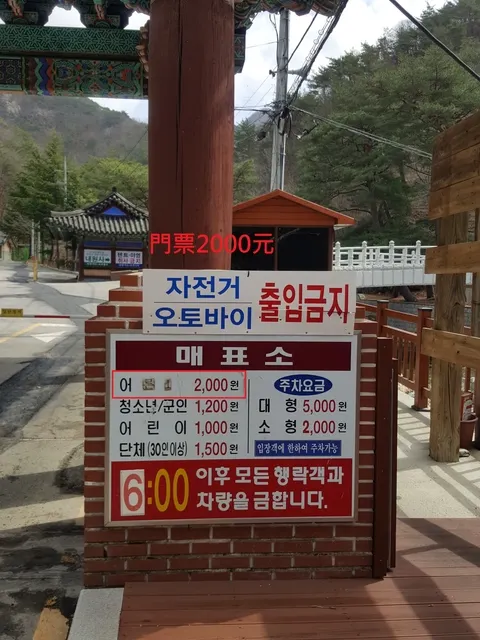 門票2000元
자전거
오토바이
출입금지
매표소
어 2,000원
청소년/군인 1,200원
어린이 1,000원
단체(30인이상) 1,500원
주차요금
대형 5,000원
소형 2,000원
입장객에 한하여 주차가능
6:00 이후 모든 행락객과
차량을 금합니다.